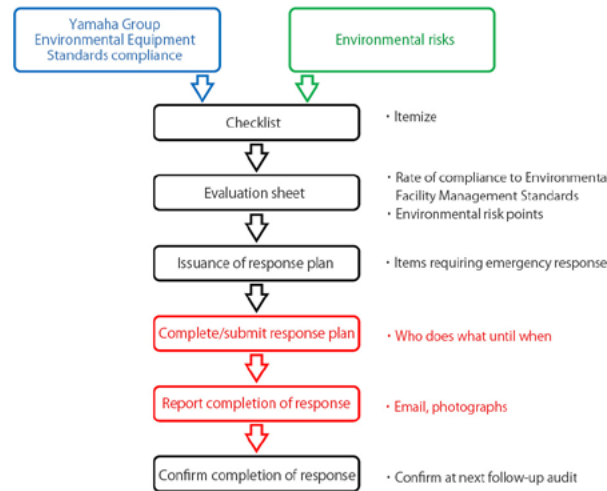 Yamaha Group
Environmental Equipment
Standards compliance
Environmental risks
Checklist
・Itemize
Evaluation sheet
・Rate of compliance to Environmenta
Facility Management Standards
・Environmental risk points
Issuance of response plan
・Items requiring emergency response
Complete/submit response plan
・Who does what until when
Report completion of response
・Email, photographs
Confirm completion of response
・Confirm at next follow-up audit